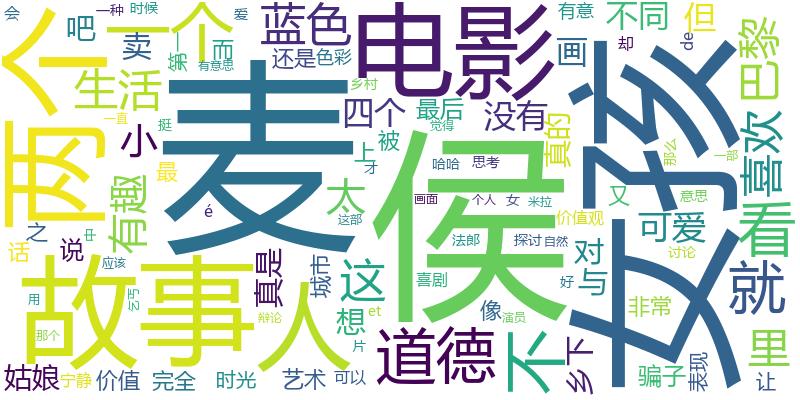 会
一种
时候
爱
两个
一个
吧
卖
而
第一
有意思
蓝色
还是
色彩
电影
画
有意
不同
却
但
de
巴黎
生活
乡村
四个
最后
没有
女孩
一直
挺
小
麦
最
上
被
觉得
才
哈哈
思考
侯
真的
那么
一部
喜欢
有趣
太
é
画面
个人
女
米拉
价值观
又
意思
可爱
看
话
之
说
中
应该
故事
人
真是
城市
这部
这
想
法郎
喜剧
探讨
自然
好
对
与
讨论
像
演员
非常
就
用
乞丐
那个
辩论
et
片
道德
不
乡下
表现
骗子
里
让
姑娘
宁静
价值
完全
时光
艺术
可以